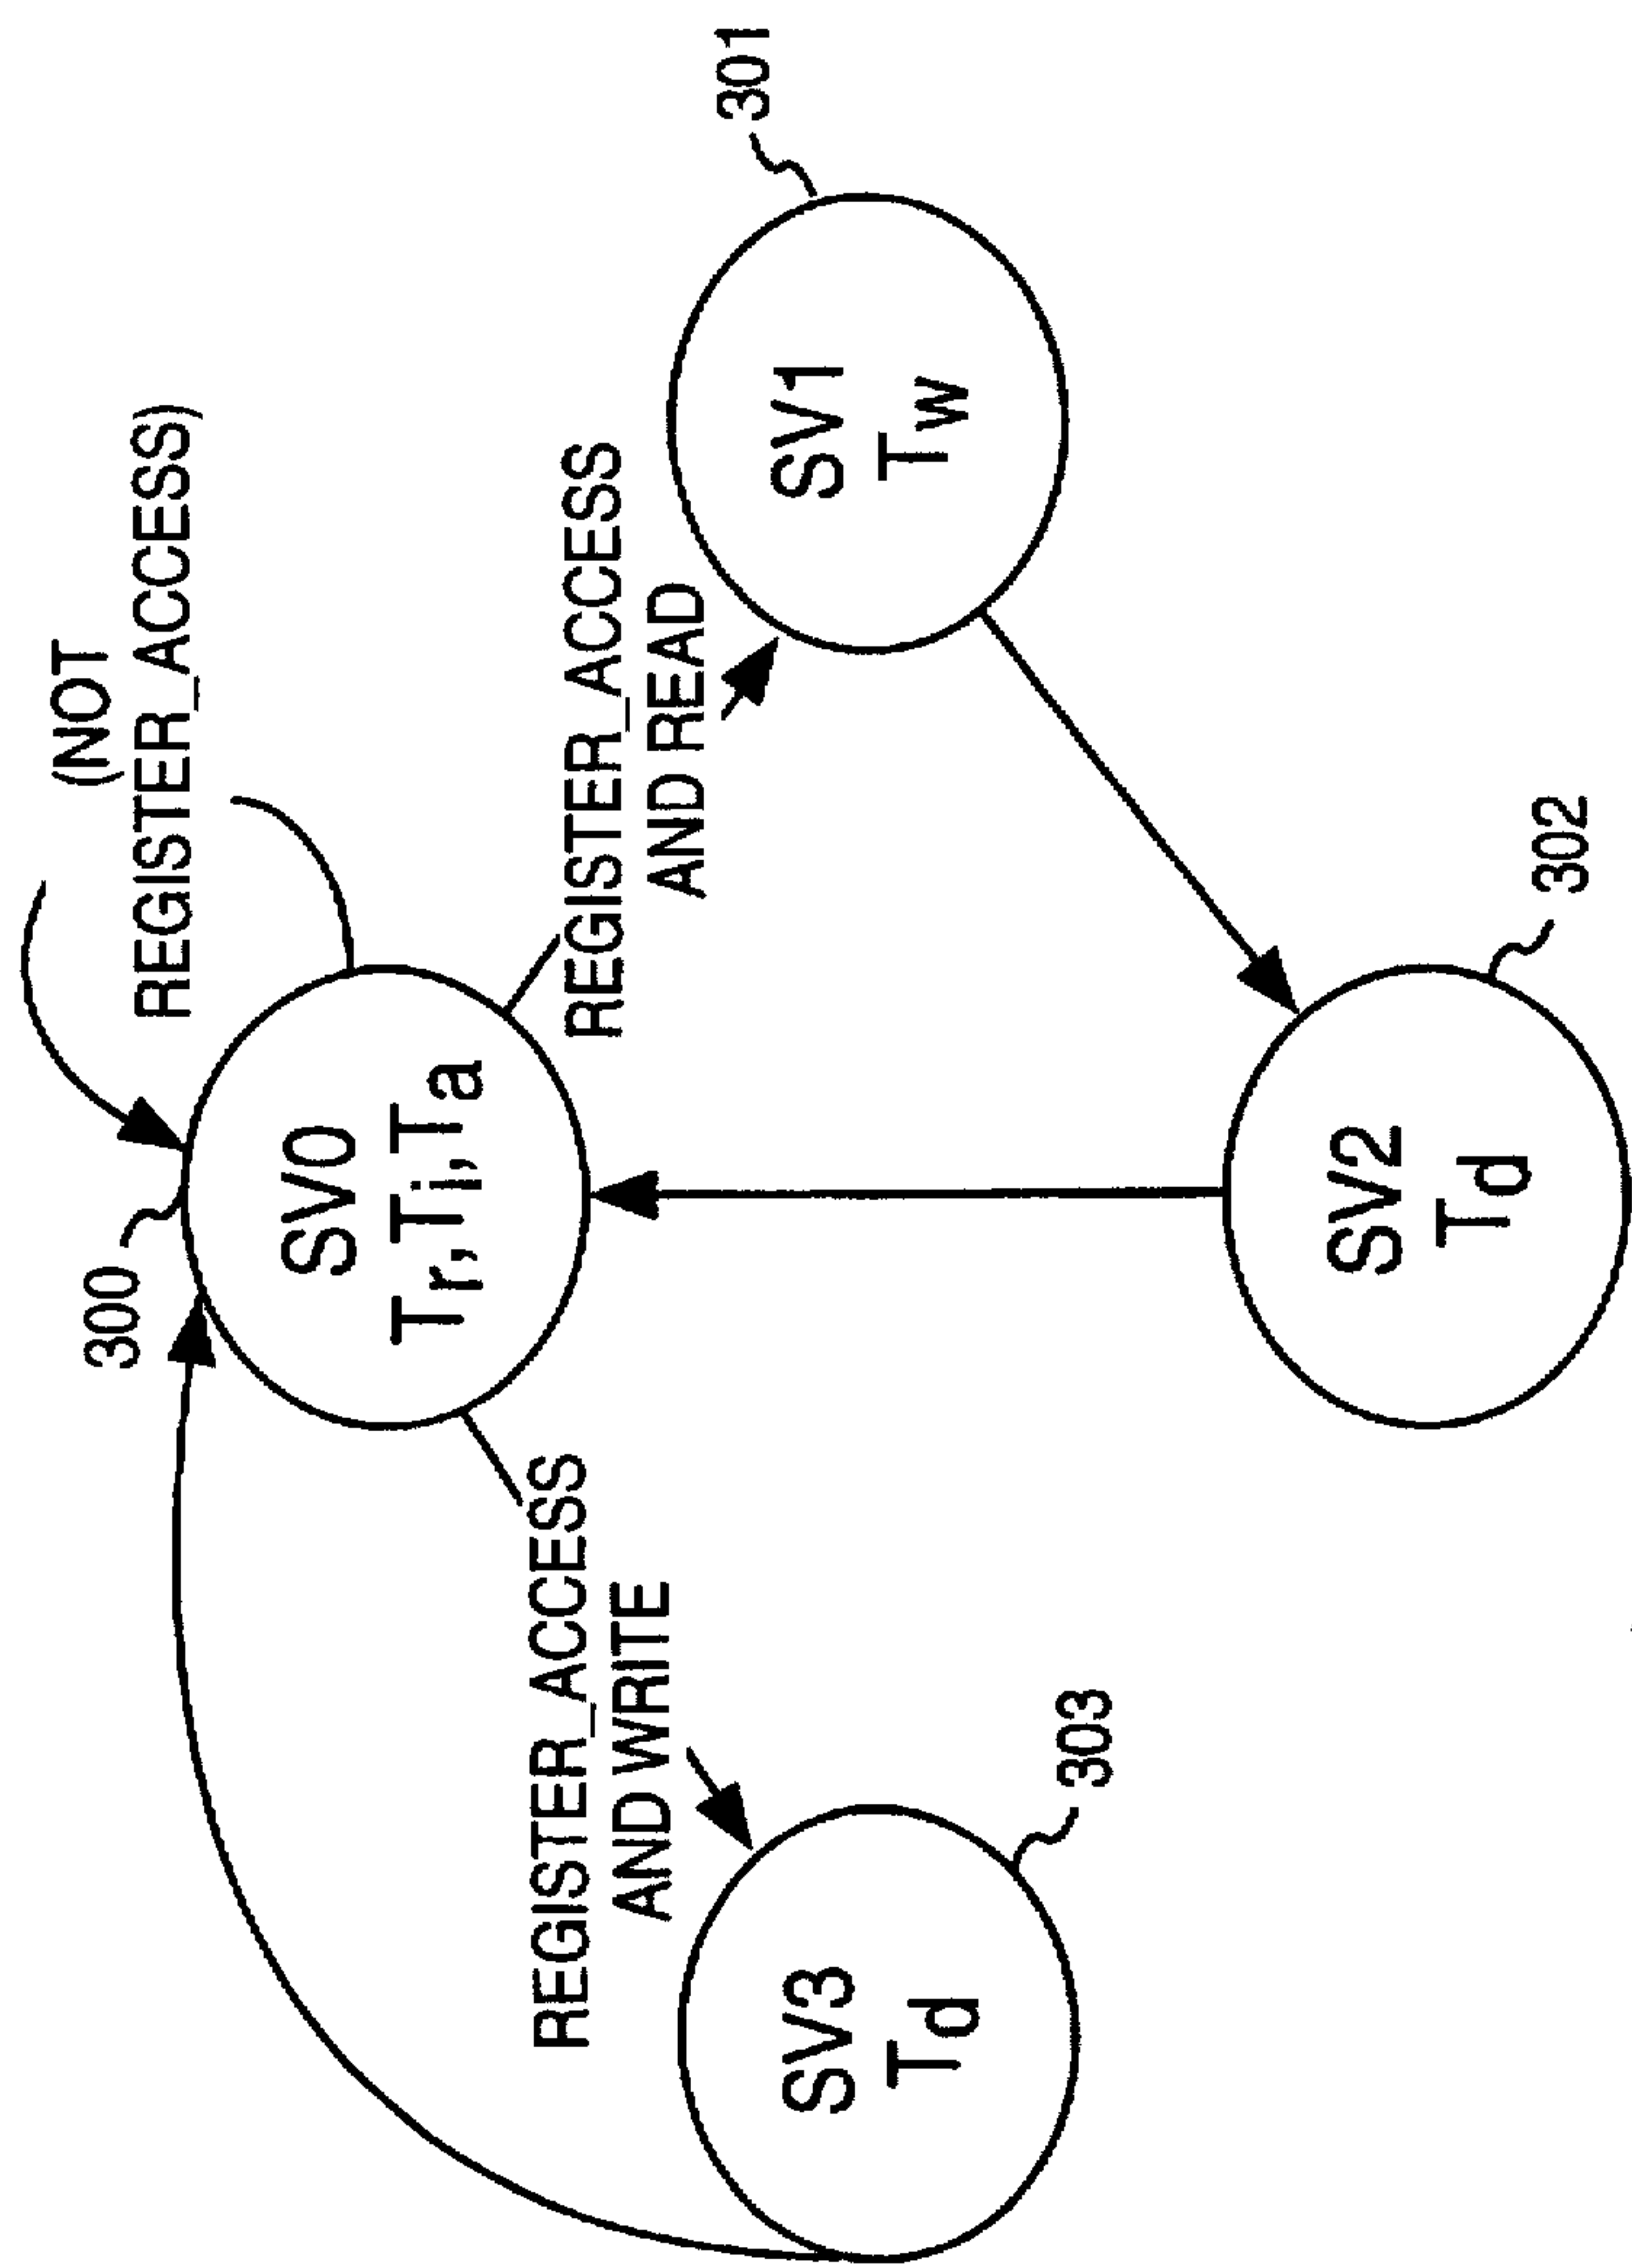 (NOT
REGISTER_ACCESS)
300
301
SV0
Tr,Ti,Ta
REGISTER_ACCESS
AND READ
REGISTER_ACCESS
AND WRITE
SV3
Td
303
SV1
Tw
SV2
Td
302